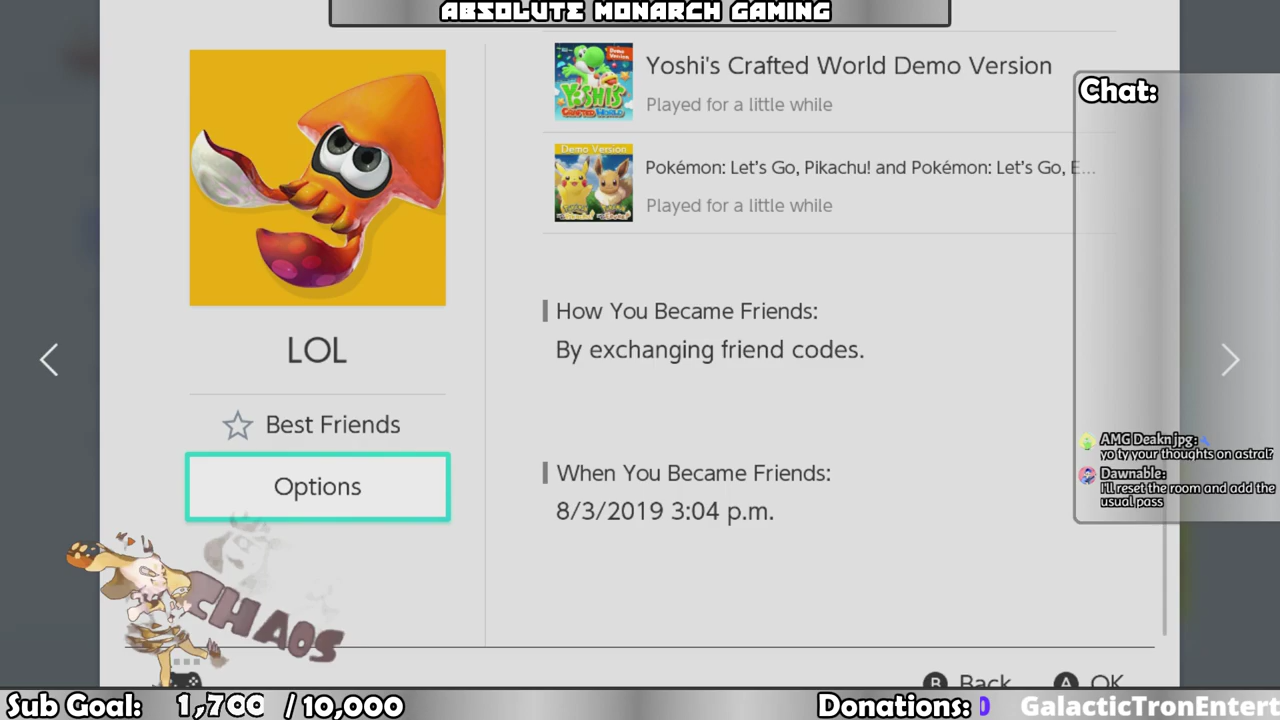 ABSOLUTE MONARCH GAMING
Yoshi's Crafted World Demo Version
Played for a little while
Demo Version
Pokémon: Let's Go, Pikachu! and Pokémon: Let's Go, E...
Played for a little while
Chat:
How You Became Friends:
By exchanging friend codes.
LOL
Best Friends
Options
When You Became Friends:
8/3/2019 3:04 p.m.
AMG Deaknjpg:
yo ty your thoughts on astral?
Dawnable:
I'll reset the room and add the
usual pass
CHAOS
B Back
A OK
Sub Goal: 1,700 / 10,000
Donations:
GalacticTronEntert